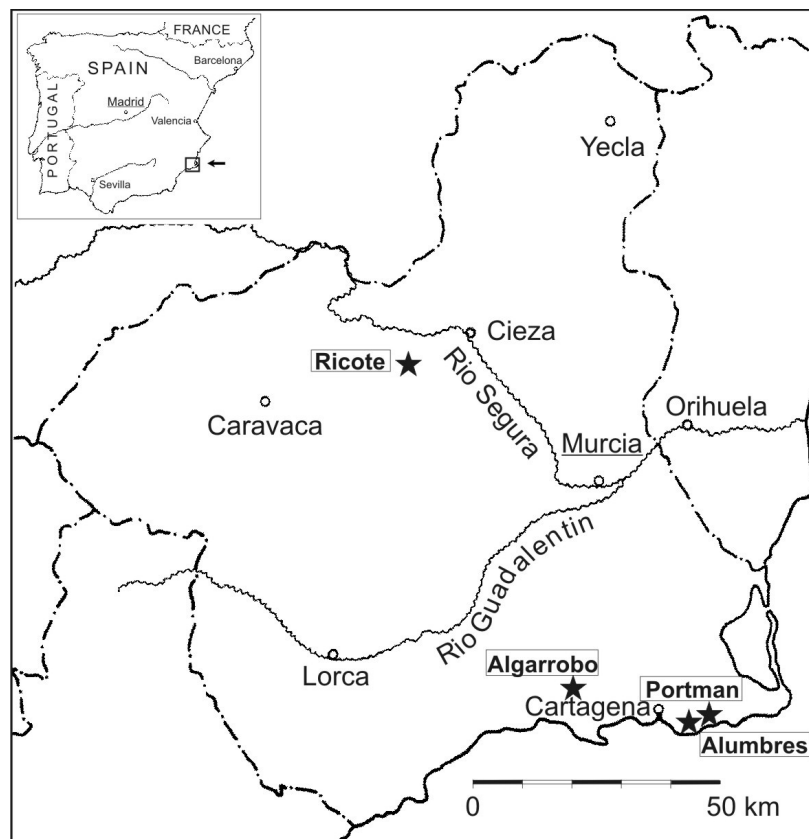 FRANCE
SPAIN
Barcelona
PORTUGAL
Madrid
Valencia
Sevilla
Yecla
Cieza
Ricote
Rio Segura
Caravaca
Orihuela
Murcia
Rio Guadalentin
Lorca
Algarrobo
Portman
Cartagena
Alumbres
0 50 km